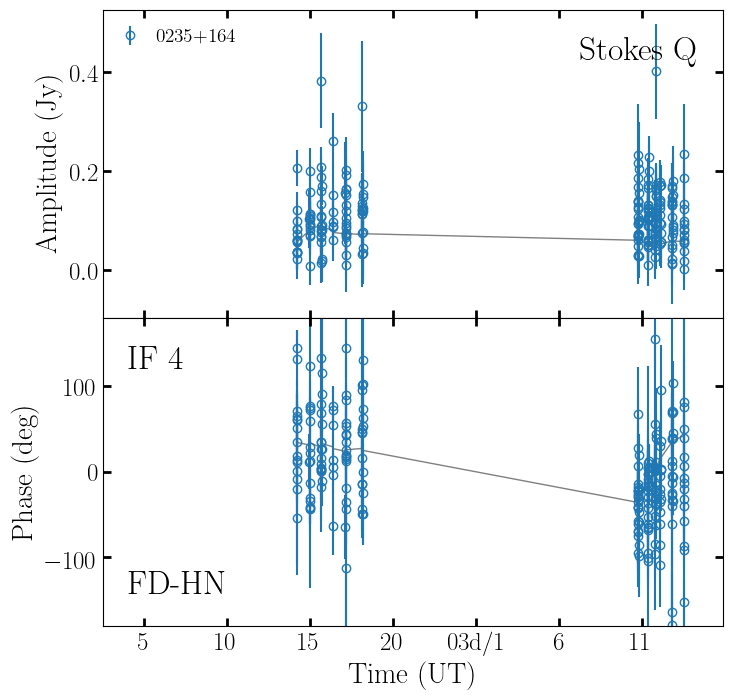 0235+164
Stokes Q
Amplitude (Jy)
0.4
0.2
0.0
IF 4
Phase (deg)
100
0
−100
FD-HN
5 10 15 20 03d/1 6 11
Time (UT)